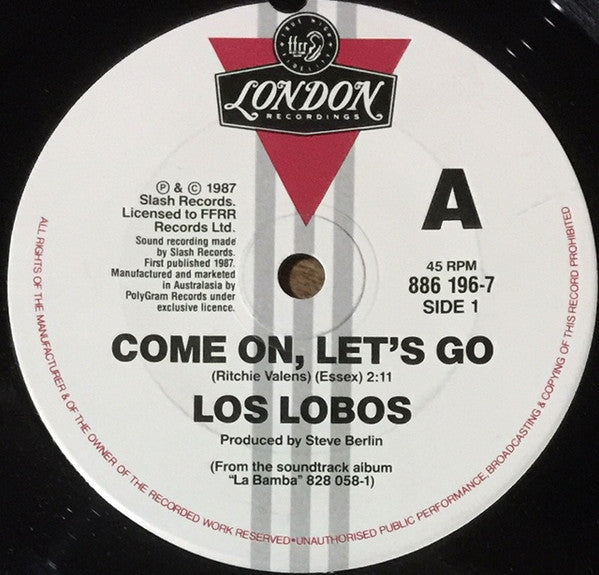 TRUE HIGH FIDELITY
ffrr
LONDON
RECORDINGS
℗ & © 1987
Slash Records.
Licensed to FFRR
Records Ltd.
Sound recording made
by Slash Records.
First published 1987.
Manufactured and marketed
in Australasia by
PolyGram Records under
exclusive licence.
A
45 RPM
886 196-7
SIDE 1
COME ON, LET'S GO
(Ritchie Valens) (Essex) 2:11
LOS LOBOS
Produced by Steve Berlin
(From the soundtrack album
"La Bamba" 828 058-1)
ALL RIGHTS OF THE MANUFACTURER & OF THE OWNER OF THE RECORDED WORK RESERVED•UNAUTHORISED PUBLIC PERFORMANCE, BROADCASTING & COPYING OF THIS RECORD PROHIBITED